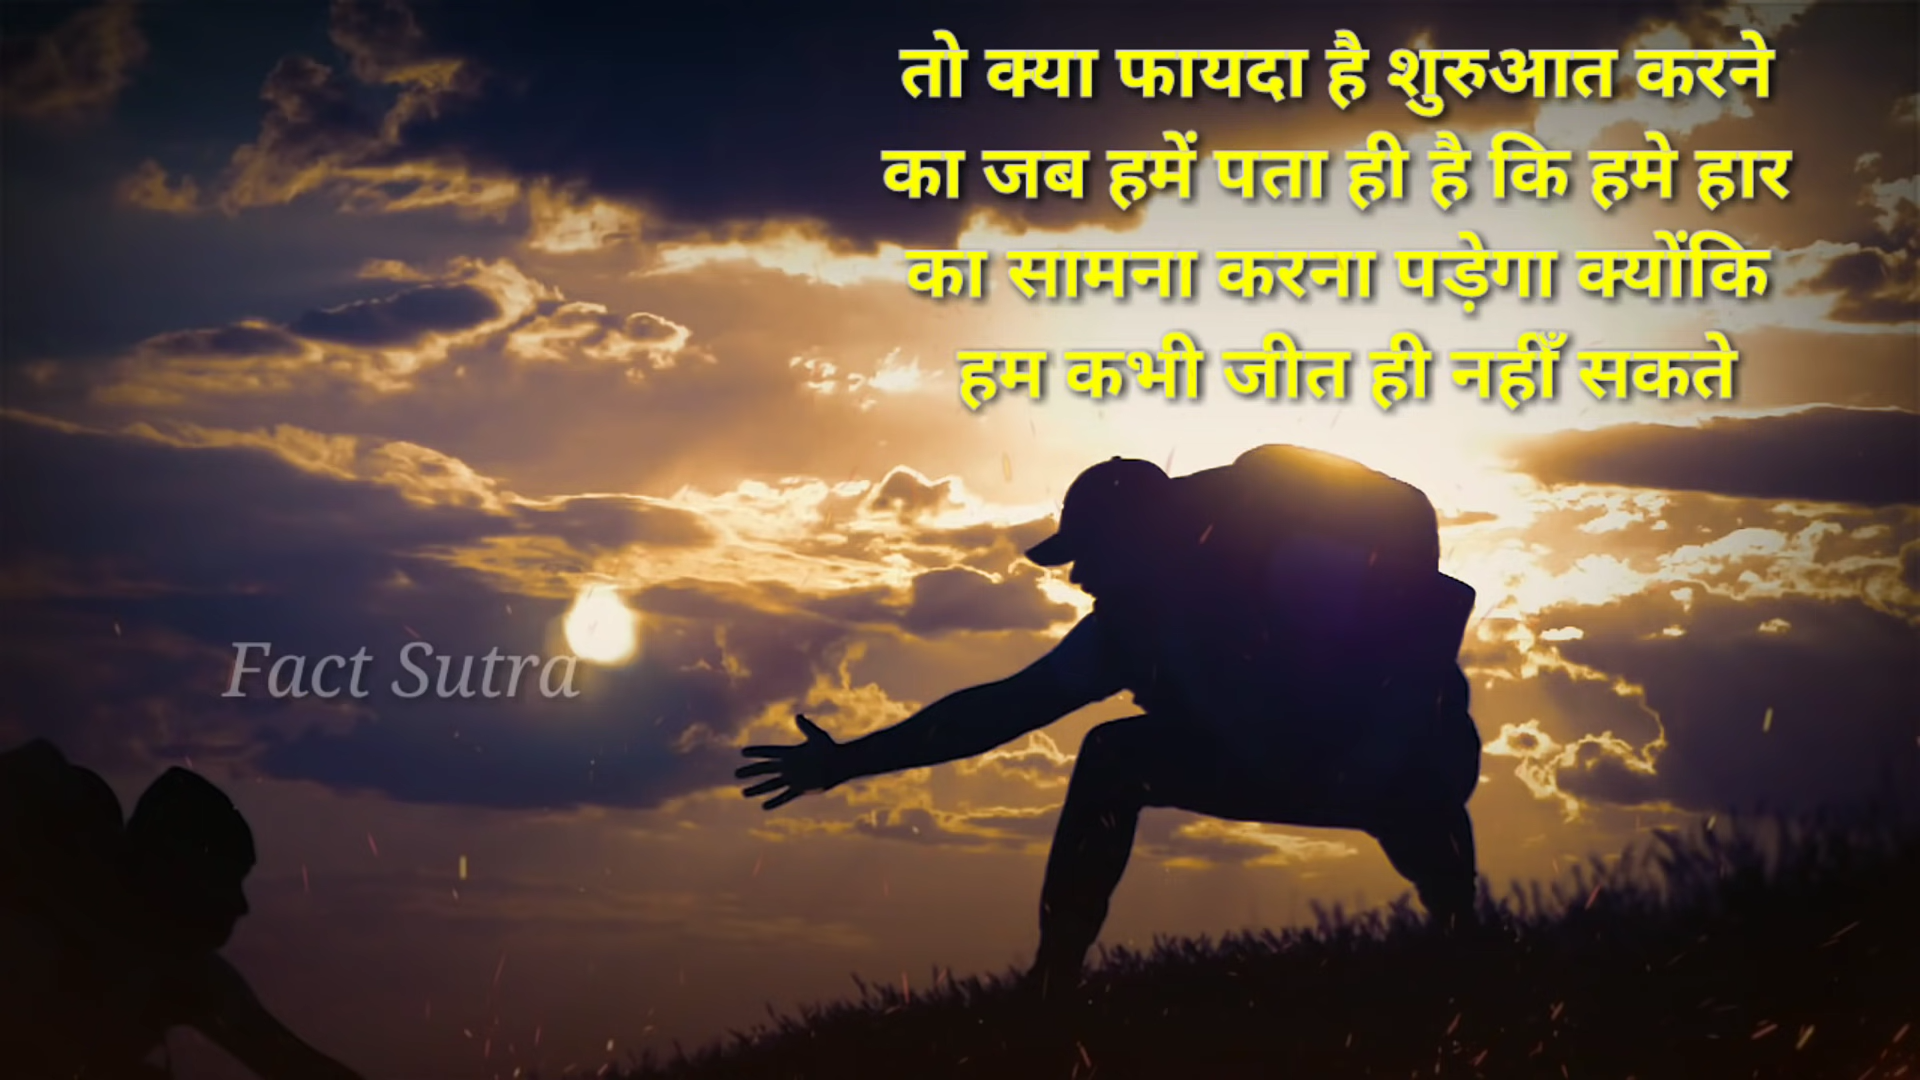 तो क्या फायदा है शुरुआत करने
का जब हमें पता ही है कि हमे हार
का सामना करना पड़ेगा क्योंकि
हम कभी जीत ही नहीँ सकते
Fact Sutra